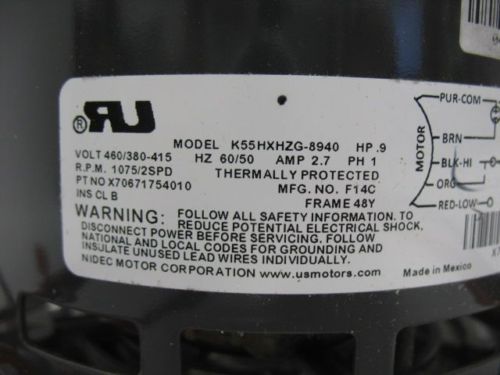 PUR-COM
BRN
BLK-HI
ORG
RED-LOW
MOTOR
RU®
MODEL K55HXHZG-8940 HP .9
VOLT 460/380-415 HZ 60/50 AMP 2.7 PH 1
R.P.M. 1075/2SPD THERMALLY PROTECTED
PT NO X70671754010 MFG. NO. F14C
INS CL B FRAME 48Y
WARNING: FOLLOW ALL SAFETY INFORMATION. TO
REDUCE POTENTIAL ELECTRICAL SHOCK,
DISCONNECT POWER BEFORE SERVICING. FOLLOW
NATIONAL AND LOCAL CODES FOR GROUNDING AND
INSULATE UNUSED LEAD WIRES INDIVIDUALLY.
NIDEC MOTOR CORPORATION www.usmotors.com Made in Mexico